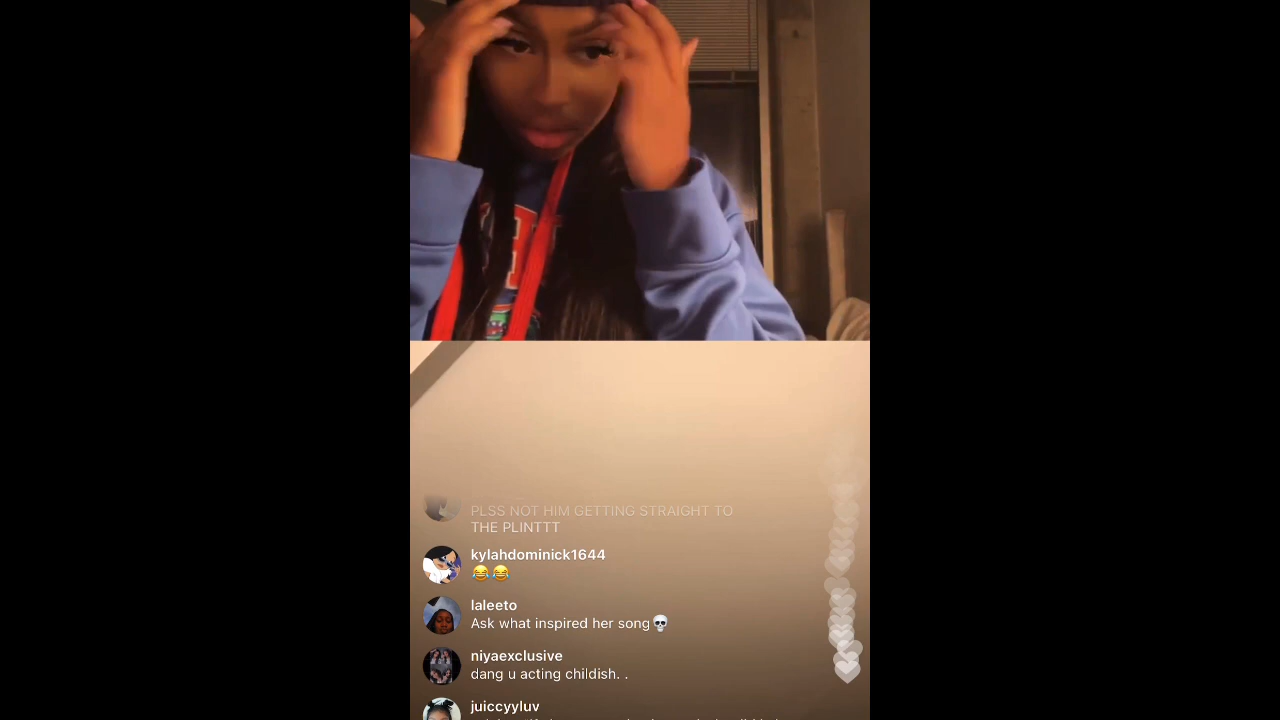 PLSS NOT HIM GETTING STRAIGHT TO
THE PLINTTT
kylahdominick1644
😂😂
laleeto
Ask what inspired her song💀
niyaexclusive
dang u acting childish. .
juiccyyluv